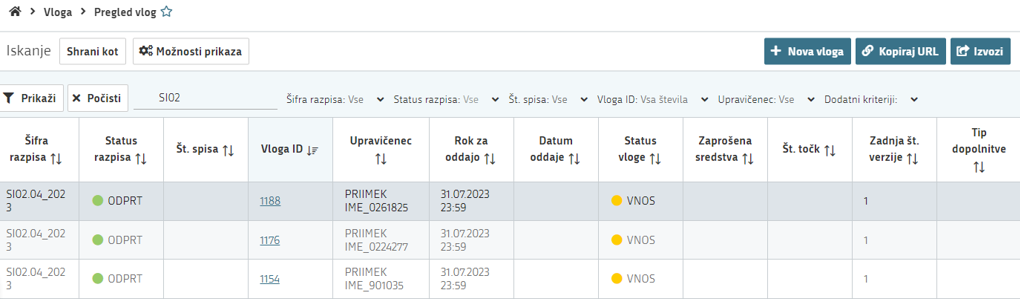 Vloga Pregled vlog
Iskanje Shrani kot Možnosti prikaza Nova vloga Kopiraj URL Izvozi
Prikaži Počisti SI02 Šifra razpisa: Vse Status razpisa: Vse Št. spisa: Vse Vloga ID: Vsa števila Upravičenec: Vse Dodatni kriteriji:
Šifra razpisa
Status razpisa
Št. spisa
Vloga ID
Upravičenec
Rok za oddajo
Datum oddaje
Status vloge
Zaprošena sredstva
Št. točk
Zadnja št. verzije
Tip dopolnitve
SI02.04_2023 ODPRT 1188 PRIIMEK IME_0261825 31.07.2023 23:59 VNOS 1
SI02.04_2023 ODPRT 1176 PRIIMEK IME_0224277 31.07.2023 23:59 VNOS 1
SI02.04_2023 ODPRT 1154 PRIIMEK IME_901035 31.07.2023 23:59 VNOS 1